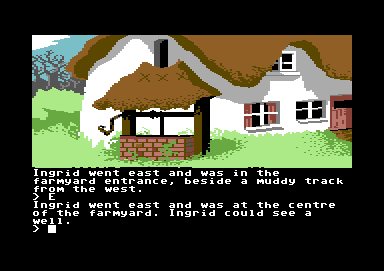 Ingrid went east and was in the
farmyard entrance, beside a muddy track
from the west.
> E
Ingrid went east and was at the centre
of the farmyard. Ingrid could see a
well.
>